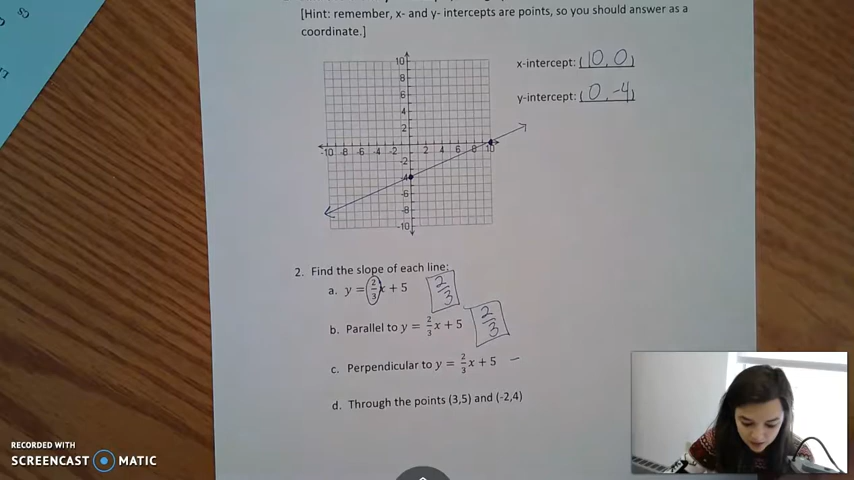 [Hint: remember, x- and y- intercepts are points, so you should answer as a
coordinate.]
x-intercept: (10, 0)
y-intercept: (0, -4)
10
8
6
4
2
-10 -8 -6 -4 -2 2 4 6 8 10
-2
-4
-6
-8
-10
2. Find the slope of each line:
a. y = 2/3 x + 5 2/3
b. Parallel to y = 2/3 x + 5 2/3
c. Perpendicular to y = 2/3 x + 5 –
d. Through the points (3,5) and (-2,4)
RECORDED WITH
SCREENCAST MATIC